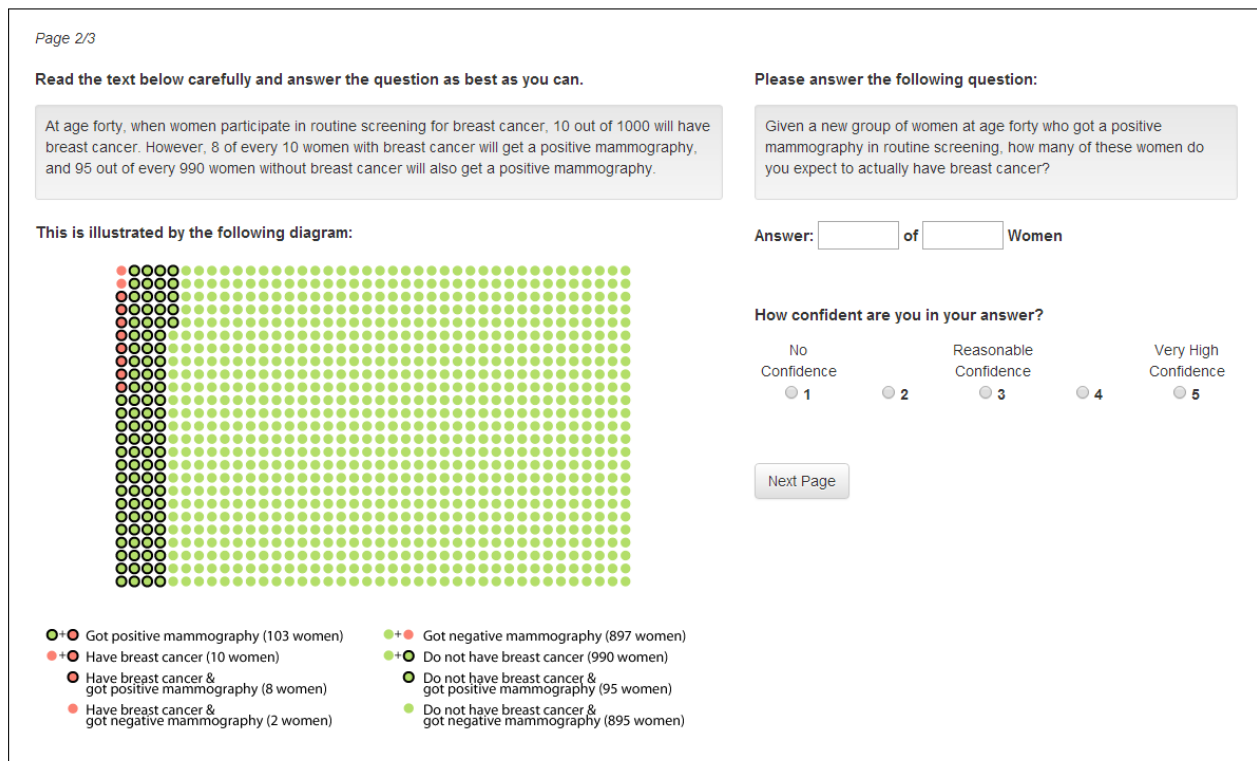 Page 2/3
Read the text below carefully and answer the question as best as you can.
At age forty, when women participate in routine screening for breast cancer, 10 out of 1000 will have
breast cancer. However, 8 of every 10 women with breast cancer will get a positive mammography,
and 95 out of every 990 women without breast cancer will also get a positive mammography.
This is illustrated by the following diagram:
+ Got positive mammography (103 women)
+ Have breast cancer (10 women)
Have breast cancer &
got positive mammography (8 women)
Have breast cancer &
got negative mammography (2 women)
+ Got negative mammography (897 women)
+ Do not have breast cancer (990 women)
Do not have breast cancer &
got positive mammography (95 women)
Do not have breast cancer &
got negative mammography (895 women)
Please answer the following question:
Given a new group of women at age forty who got a positive
mammography in routine screening, how many of these women do
you expect to actually have breast cancer?
Answer: of Women
How confident are you in your answer?
No Reasonable Very High
Confidence Confidence Confidence
1 2 3 4 5
Next Page